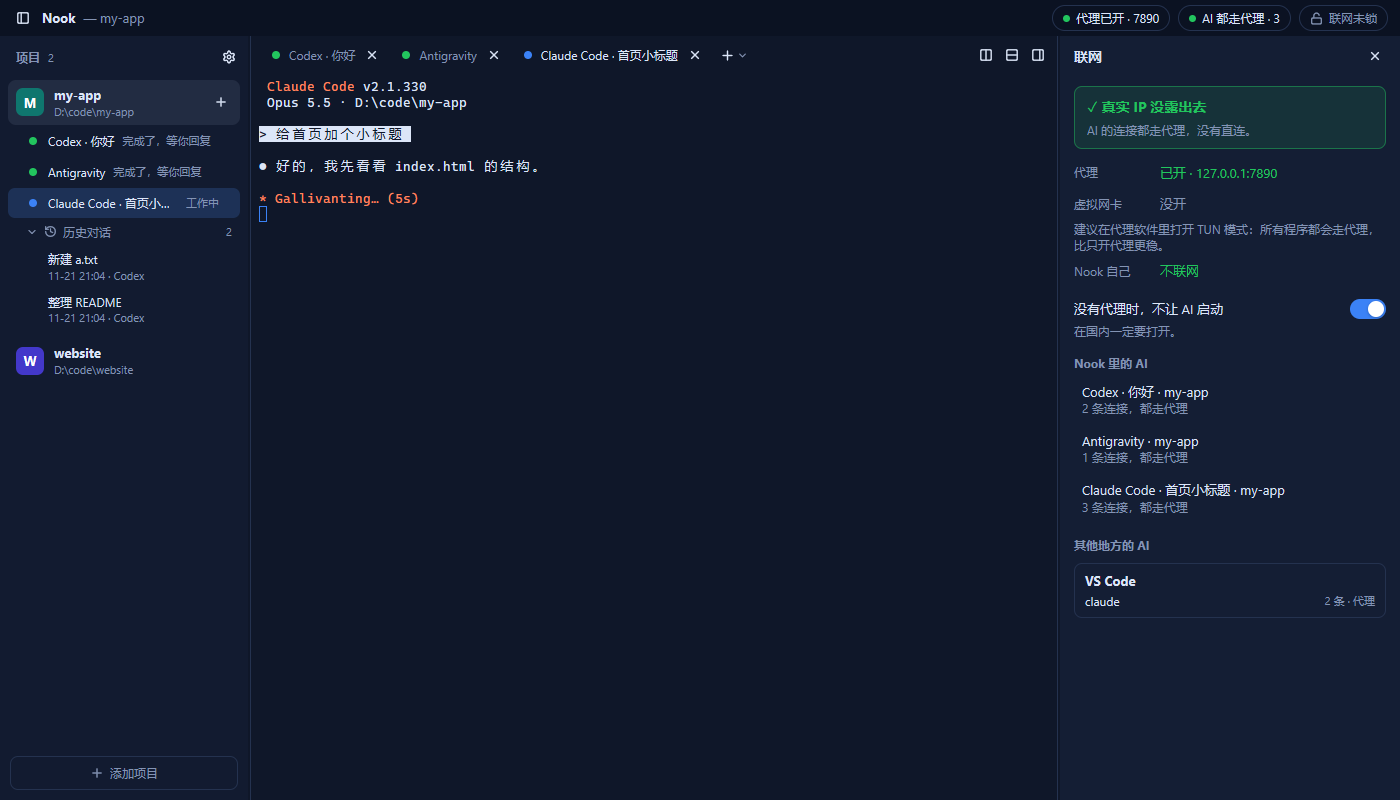 Nook — my-app
代理已开 · 7890
AI 都走代理 · 3
联网未锁
项目 2
M
my-app
D:\code\my-app
Codex · 你好 完成了，等你回复
Antigravity 完成了，等你回复
Claude Code · 首页小... 工作中
历史对话 2
新建 a.txt
11-21 21:04 · Codex
整理 README
11-21 21:04 · Codex
W
website
D:\code\website
添加项目
Codex · 你好
Antigravity
Claude Code · 首页小标题
Claude Code v2.1.330
Opus 5.5 · D:\code\my-app
> 给首页加个小标题
● 好的，我先看看 index.html 的结构。
* Gallivanting… (5s)
联网
✓ 真实 IP 没露出去
AI 的连接都走代理，没有直连。
代理 已开 · 127.0.0.1:7890
虚拟网卡 没开
建议在代理软件里打开 TUN 模式：所有程序都会走代理，
比只开代理更稳。
Nook 自己 不联网
没有代理时，不让 AI 启动
在国内一定要打开。
Nook 里的 AI
Codex · 你好 · my-app
2 条连接，都走代理
Antigravity · my-app
1 条连接，都走代理
Claude Code · 首页小标题 · my-app
3 条连接，都走代理
其他地方的 AI
VS Code
claude 2 条 · 代理